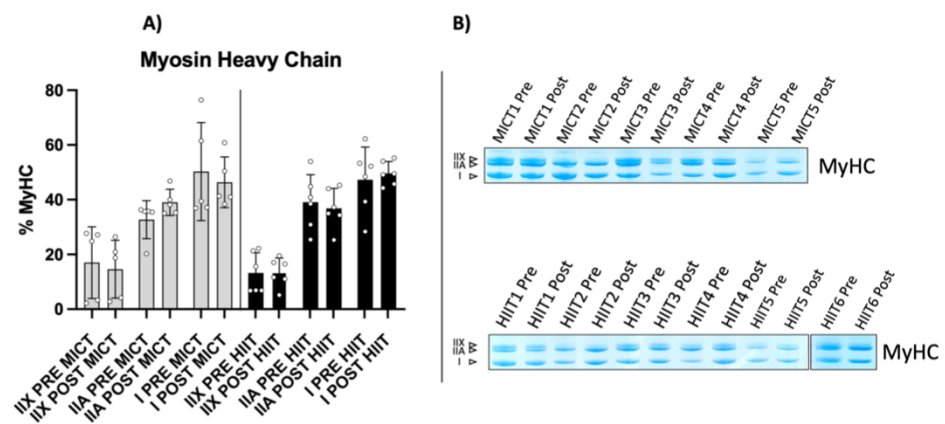 A)
Myosin Heavy Chain
% MyHC
80
60
40
20
0
IIX PRE MICT
IIX POST MICT
IIA PRE MICT
IIA POST MICT
I PRE MICT
I POST MICT
IIX PRE HIIT
IIX POST HIIT
IIA PRE HIIT
IIA POST HIIT
I PRE HIIT
I POST HIIT
B)
MICT1 Pre
MICT1 Post
MICT2 Pre
MICT2 Post
MICT3 Pre
MICT3 Post
MICT4 Pre
MICT4 Post
MICT5 Pre
MICT5 Post
IIX
IIA
I
MyHC
HIIT1 Pre
HIIT1 Post
HIIT2 Pre
HIIT2 Post
HIIT3 Pre
HIIT3 Post
HIIT4 Pre
HIIT4 Post
HIIT5 Pre
HIIT5 Post
HIIT6 Pre
HIIT6 Post
IIX
IIA
I
MyHC